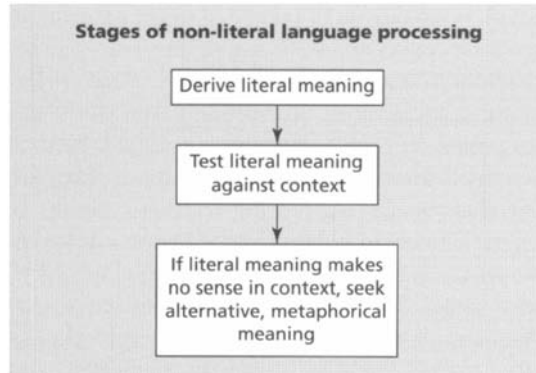 Stages of non-literal language processing
Derive literal meaning
Test literal meaning
against context
If literal meaning makes
no sense in context, seek
alternative, metaphorical
meaning